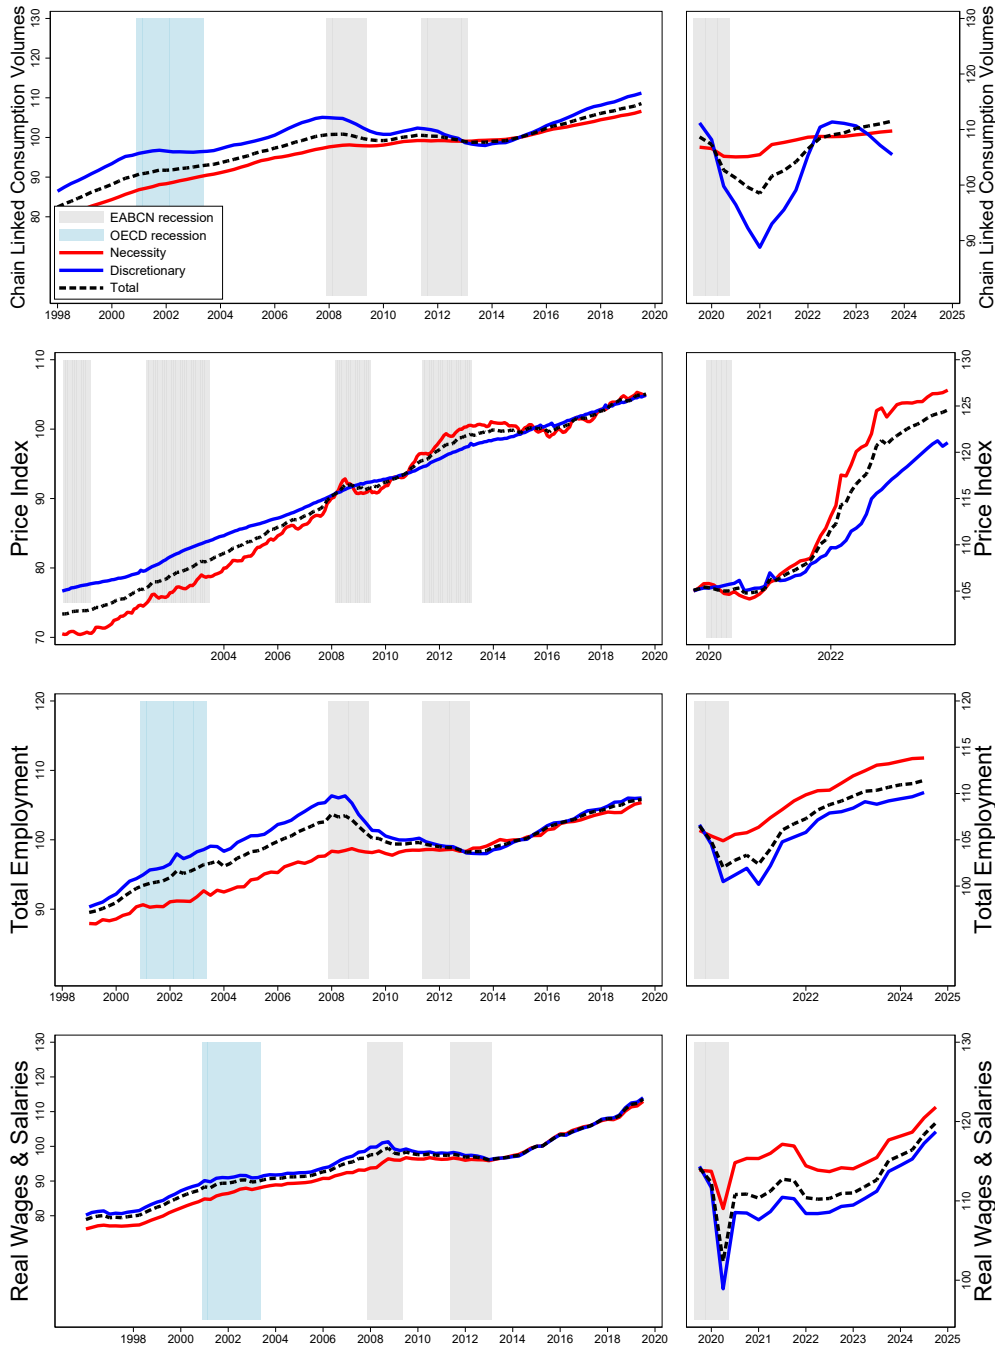 Chain Linked Consumption Volumes
130
120
110
100
90
80
EABCN recession
OECD recession
Necessity
Discretionary
Total
1998 2000 2002 2004 2006 2008 2010 2012 2014 2016 2018 2020
130
110
100
90
Chain Linked Consumption Volumes
2020 2021 2022 2023 2024 2025
Price Index
110
100
90
80
70
2004 2006 2008 2010 2012 2014 2016 2018 2020
130
125
120
115
110
105
Price Index
2020 2022
Total Employment
120
110
100
90
1998 2000 2002 2004 2006 2008 2010 2012 2014 2016 2018 2020
120
115
110
105
100
Total Employment
2022 2024 2025
Real Wages & Salaries
130
120
110
100
90
80
1998 2000 2002 2004 2006 2008 2010 2012 2014 2016 2018 2020
130
120
110
100
Real Wages & Salaries
2020 2021 2022 2023 2024 2025